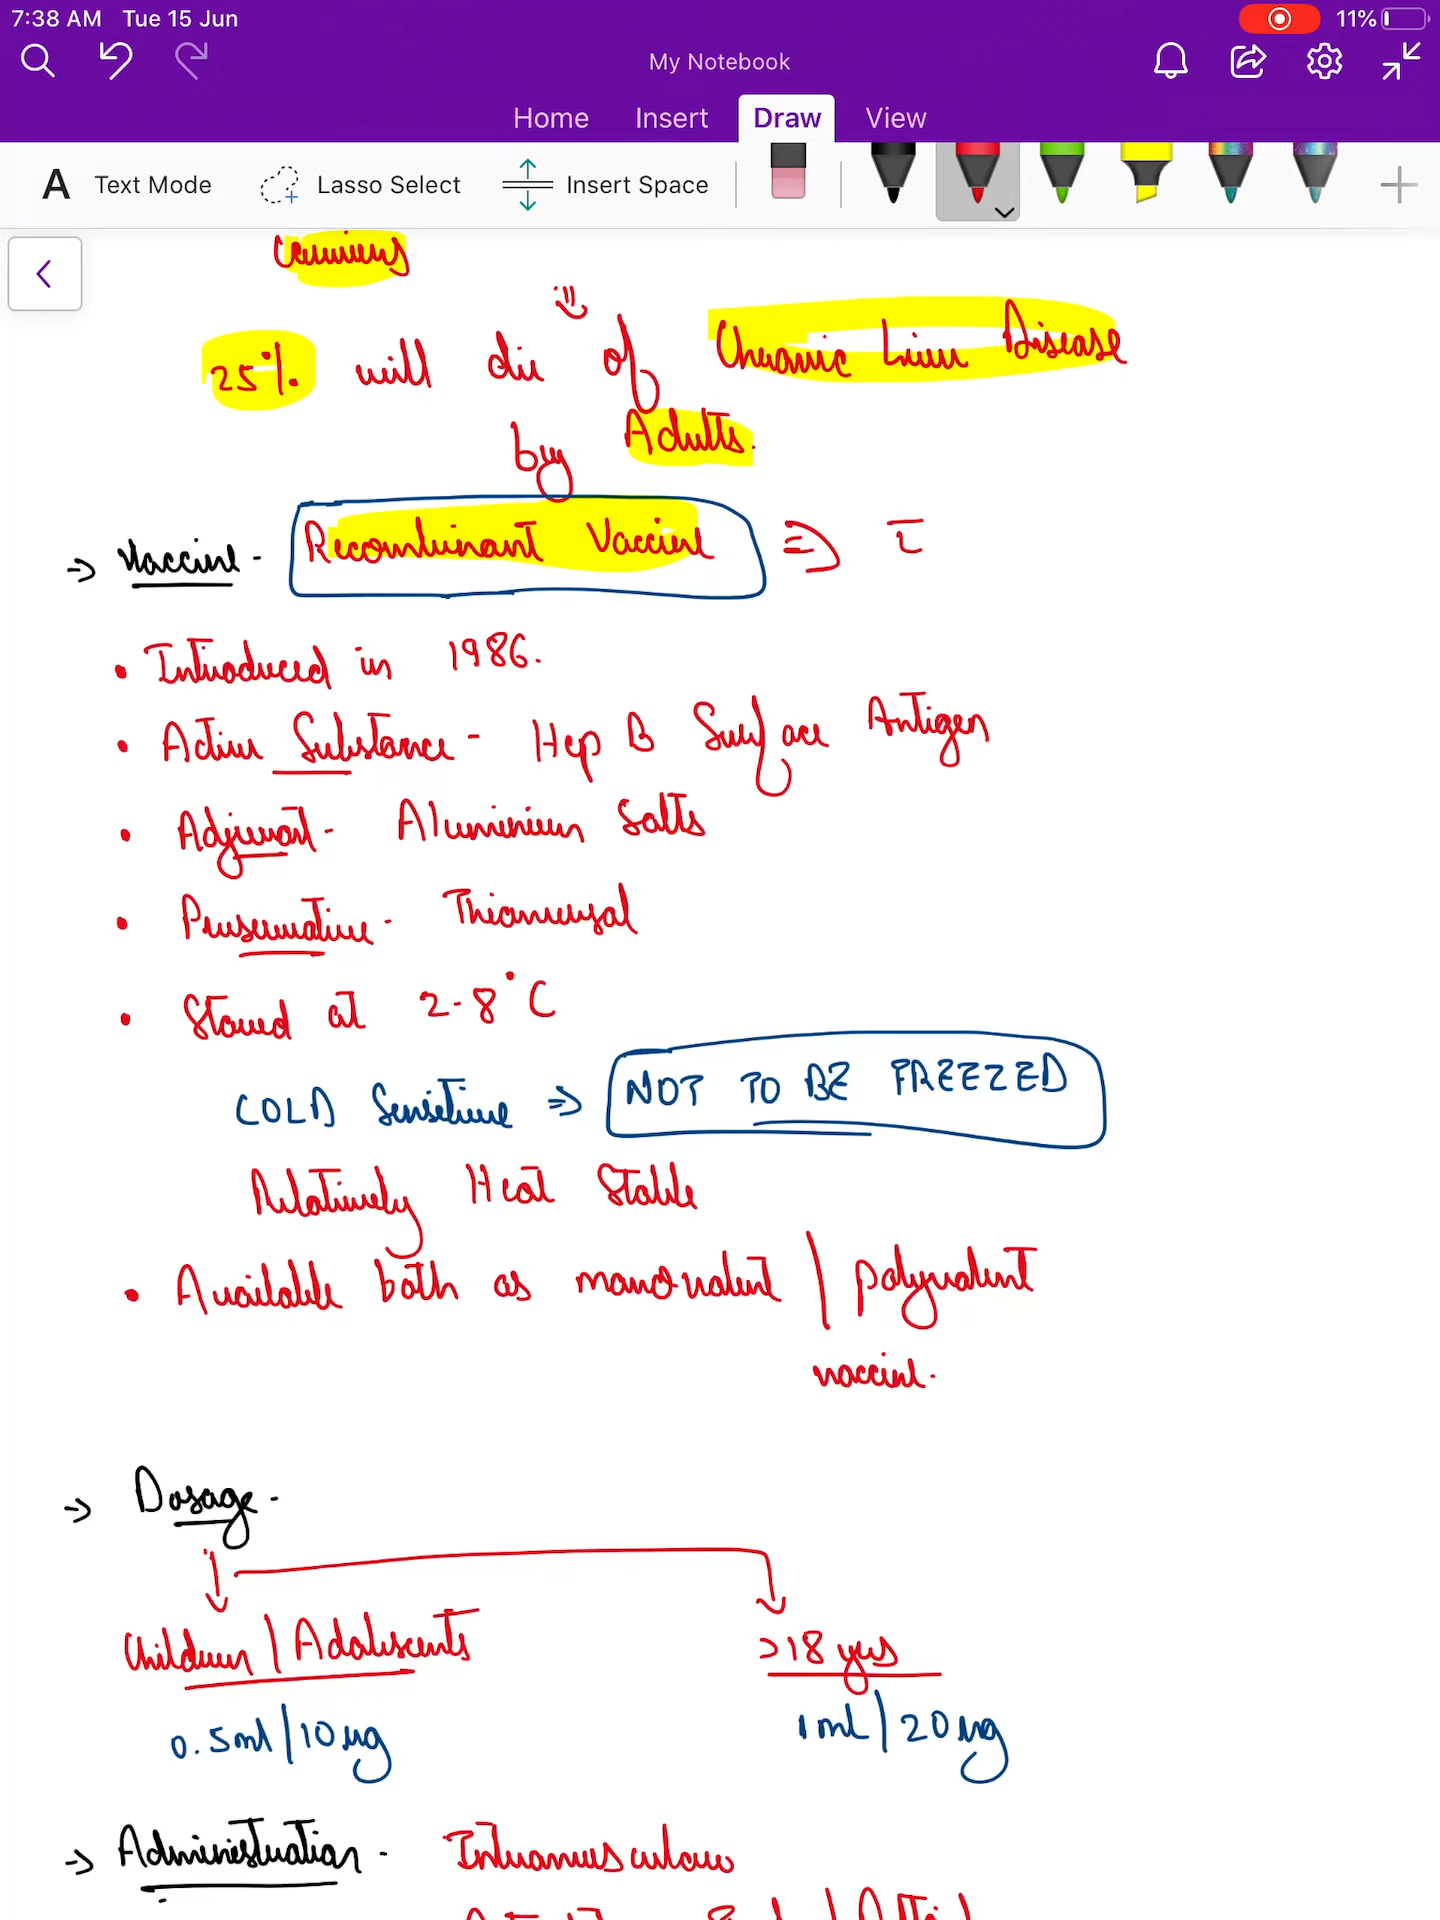 7:38 AM Tue 15 Jun
11%
My Notebook
Home Insert Draw View
A Text Mode Lasso Select Insert Space
25% will die of Chronic Liver Disease
by Adults.
→ Vaccine - Recombinant Vaccine ⇒ I
• Introduced in 1986.
• Active Substance - Hep B Surface Antigen
• Adjuvant - Aluminium Salts
• Preservative - Thiomersal
• Stored at 2-8°C
COLD Sensitive ⇒ NOT TO BE FREEZED
Relatively Heat Stable
• Available both as monovalent / polyvalent
vaccine.
→ Dosage -
Children / Adolescents >18 yrs
0.5ml / 10 µg 1ml / 20 µg
→ Administration - Intramuscular